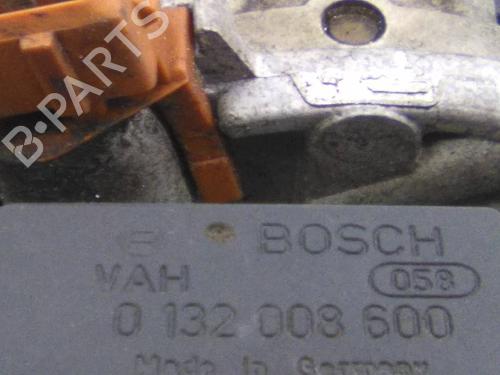 B-PARTS
BOSCH
VAH 058
0 132 008 600
Made in Germany